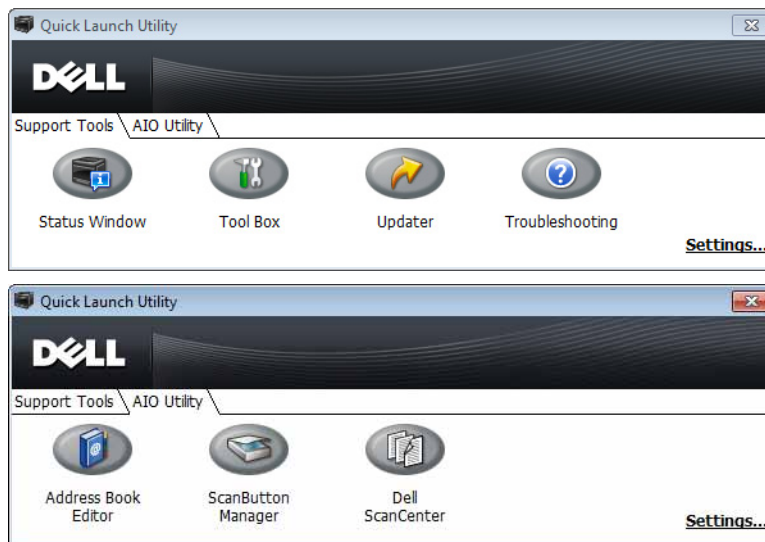 Quick Launch Utility
DELL
Support Tools AIO Utility
Status Window Tool Box Updater Troubleshooting
Settings...
Quick Launch Utility
DELL
Support Tools AIO Utility
Address Book ScanButton Dell
Editor Manager ScanCenter
Settings...